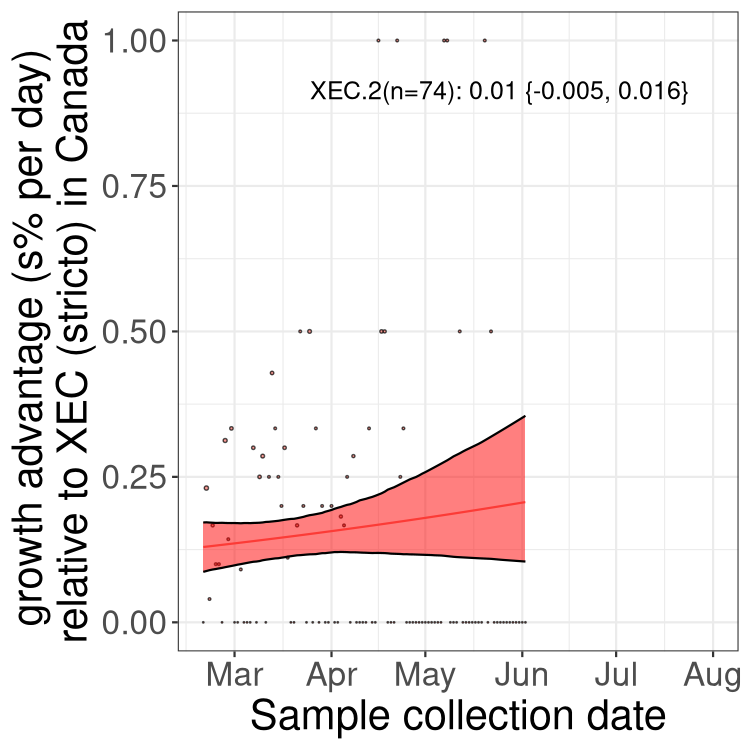 growth advantage (s% per day)
relative to XEC (stricto) in Canada
1.00
XEC.2(n=74): 0.01 {-0.005, 0.016}
0.75
0.50
0.25
0.00
Mar Apr May Jun Jul Aug
Sample collection date